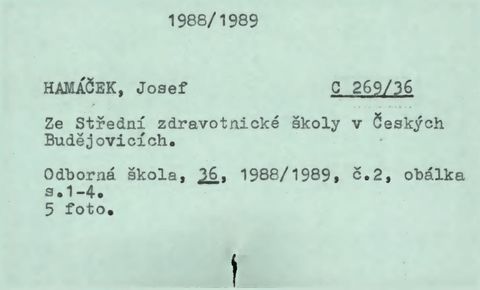 1988/1989
HAMÁČEK, Josef C 269/36
Ze Střední zdravotnické školy v Českých
Budějovicích.
Odborná škola, 36, 1988/1989, č.2, obálka
s.1-4.
5 foto.